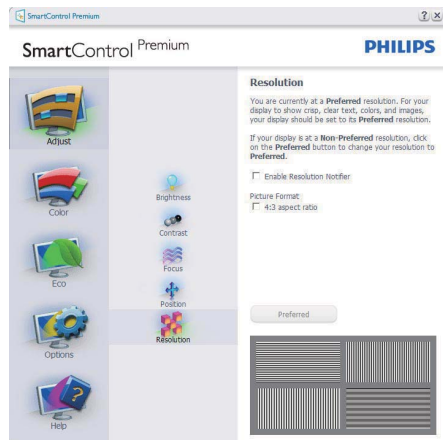 SmartControl Premium
? ×
SmartControl Premium
PHILIPS
Adjust
Color
Eco
Options
Help
Brightness
Contrast
Focus
Position
Resolution
Resolution
You are currently at a Preferred resolution. For your
display to show crisp, clear text, colors, and images,
your display should be set to its Preferred resolution.
If your display is at a Non-Preferred resolution, click
on the Preferred button to change your resolution to
Preferred.
Enable Resolution Notifier
Picture Format
4:3 aspect ratio
Preferred